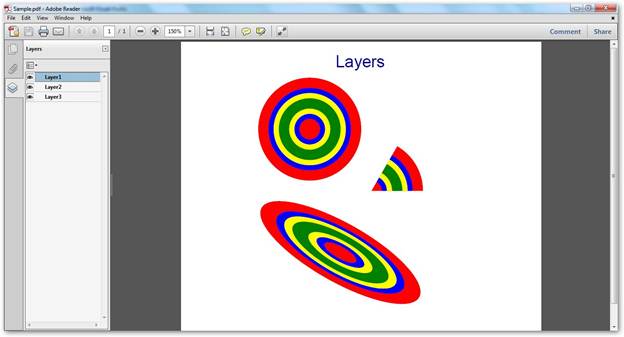 Sample.pdf - Adobe Reader
File Edit View Window Help
1 / 1 150% Comment Share
Layers
Layer1
Layer2
Layer3
Layers